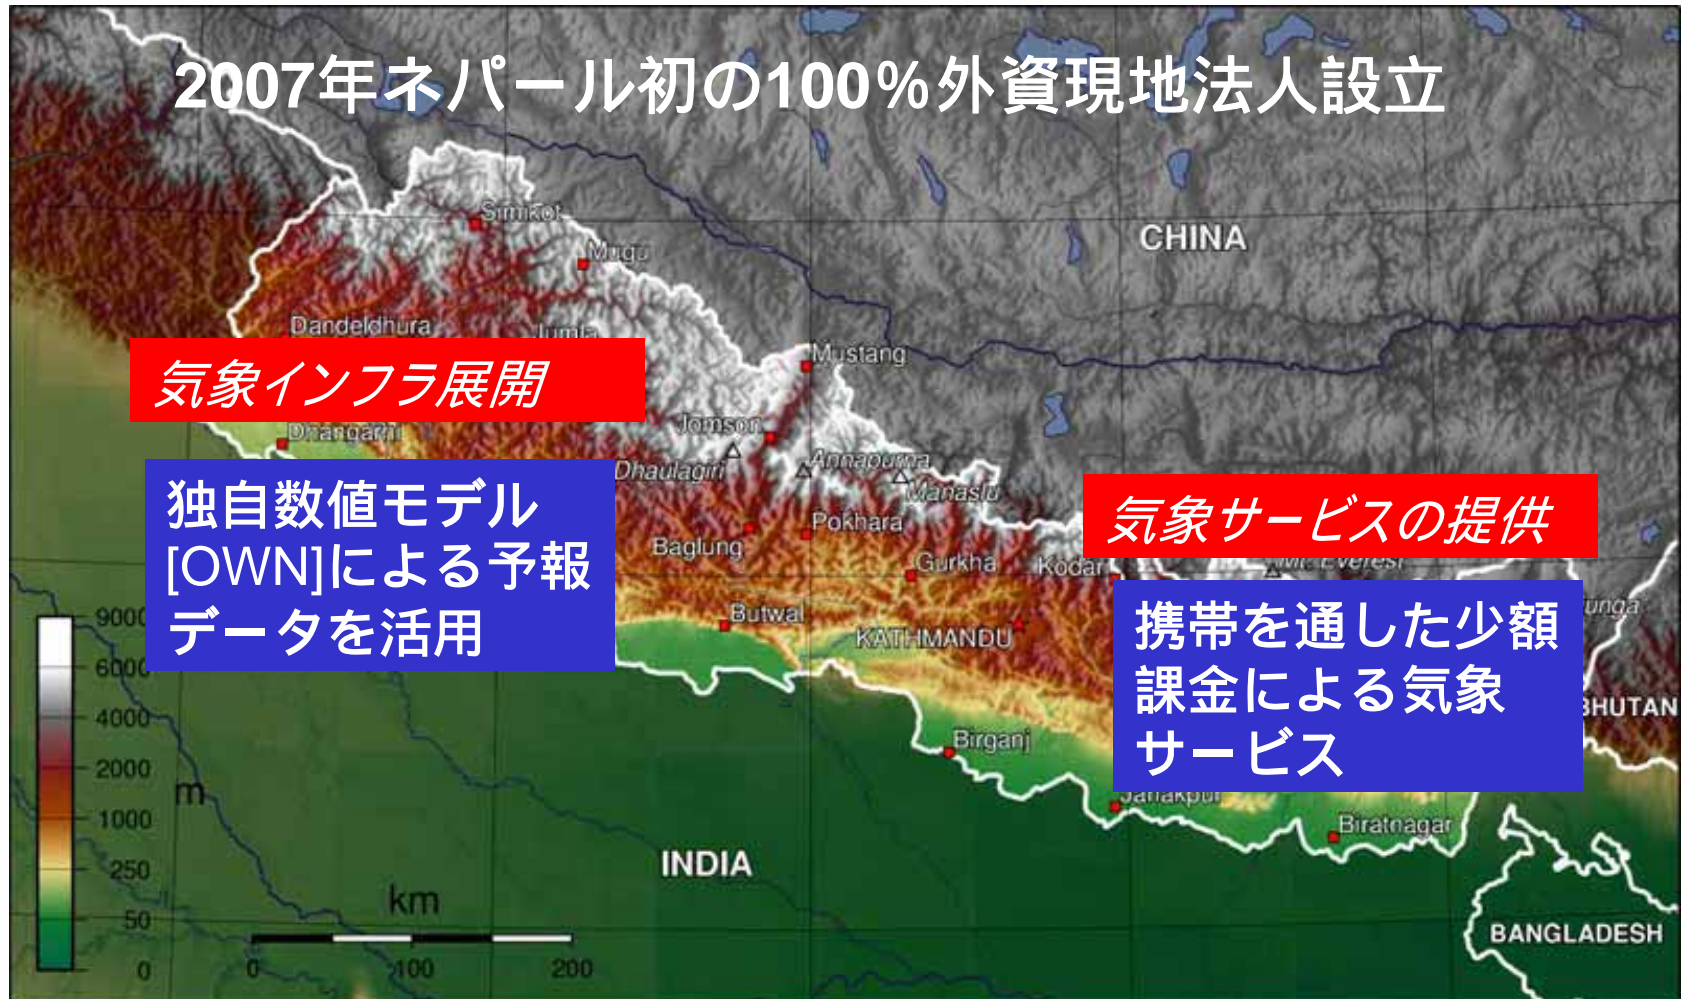 2007年ネパール初の100％外資現地法人設立
Simikot
Mugu
CHINA
Dandeldhura
Jumla
Mustang
気象インフラ展開
Jomson
Dhangarhi
Annapurna
Dhaulagiri
Manaslu
独自数値モデル
[OWN]による予報
データを活用
気象サービスの提供
Pokhara
Baglung
Gurkha
Kodari
Mt. Everest
Butwal
KATHMANDU
携帯を通した少額
課金による気象
サービス
9000
6000
4000
2000
1000
250
50
0
m
BHUTAN
Birganj
Janakpur
Biratnagar
INDIA
km
0 100 200
BANGLADESH